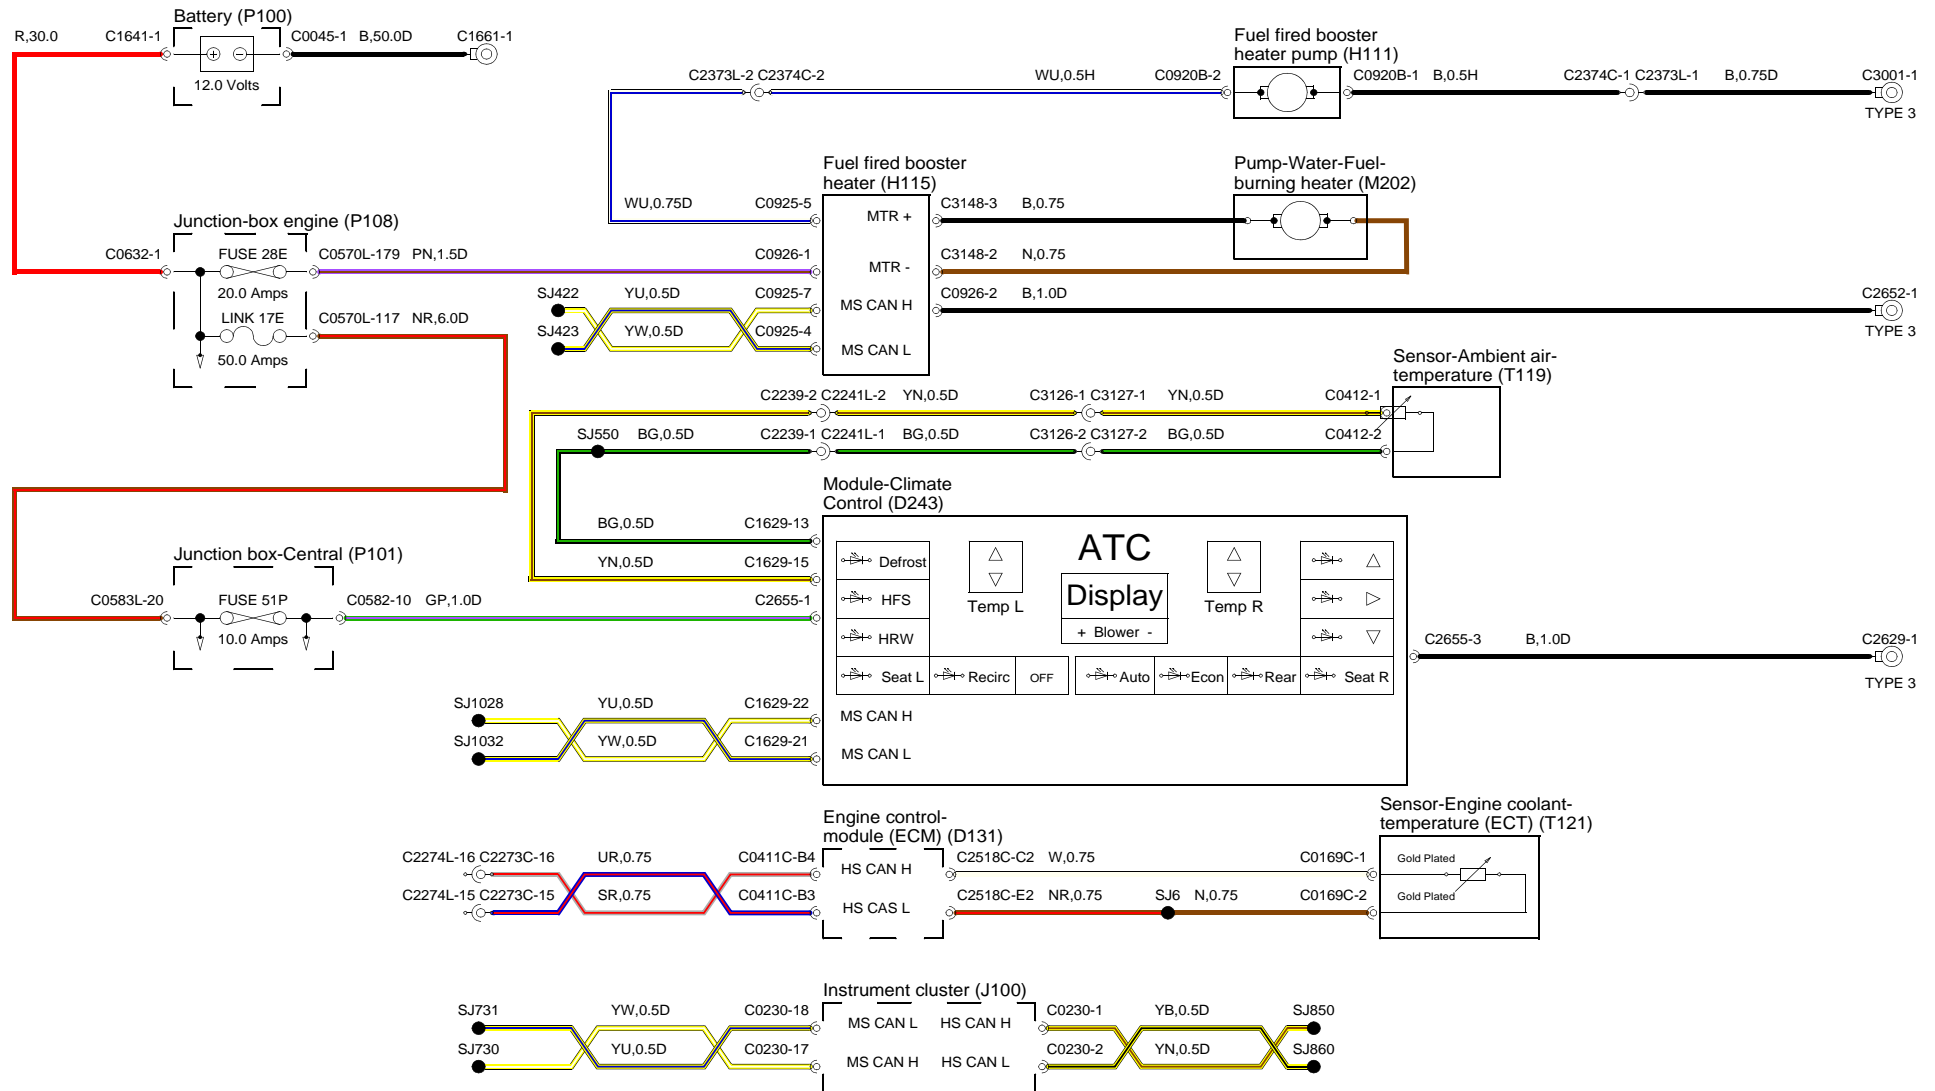 Battery (P100)
R,30.0 C1641-1 C0045-1 B,50.0D C1661-1
12.0 Volts
Fuel fired booster
heater pump (H111)
C2373L-2 C2374C-2 WU,0.5H C0920B-2 C0920B-1 B,0.5H C2374C-1 C2373L-1 B,0.75D C3001-1
TYPE 3
Fuel fired booster
heater (H115)
Pump-Water-Fuel-
burning heater (M202)
WU,0.75D C0925-5 MTR + C3148-3 B,0.75
Junction-box engine (P108)
C0632-1 FUSE 28E C0570L-179 PN,1.5D C0926-1 MTR - C3148-2 N,0.75
20.0 Amps
SJ422 YU,0.5D C0925-7 MS CAN H C0926-2 B,1.0D C2652-1
TYPE 3
LINK 17E C0570L-117 NR,6.0D
SJ423 YW,0.5D C0925-4 MS CAN L
50.0 Amps
Sensor-Ambient air-
temperature (T119)
C2239-2 C2241L-2 YN,0.5D C3126-1 C3127-1 YN,0.5D C0412-1
SJ550 BG,0.5D C2239-1 C2241L-1 BG,0.5D C3126-2 C3127-2 BG,0.5D C0412-2
Module-Climate
Control (D243)
BG,0.5D C1629-13
ATC
Junction box-Central (P101)
YN,0.5D C1629-15 Defrost
C0583L-20 FUSE 51P C0582-10 GP,1.0D C2655-1 HFS Temp L Display Temp R
10.0 Amps
HRW + Blower -
C2655-3 B,1.0D C2629-1
TYPE 3
Seat L Recirc OFF Auto Econ Rear Seat R
SJ1028 YU,0.5D C1629-22 MS CAN H
SJ1032 YW,0.5D C1629-21 MS CAN L
Engine control-
module (ECM) (D131)
Sensor-Engine coolant-
temperature (ECT) (T121)
C2274L-16 C2273C-16 UR,0.75 C0411C-B4 HS CAN H C2518C-C2 W,0.75 C0169C-1 Gold Plated
C2274L-15 C2273C-15 SR,0.75 C0411C-B3 HS CAS L C2518C-E2 NR,0.75 SJ6 N,0.75 C0169C-2 Gold Plated
Instrument cluster (J100)
SJ731 YW,0.5D C0230-18 MS CAN L HS CAN H C0230-1 YB,0.5D SJ850
SJ730 YU,0.5D C0230-17 MS CAN H HS CAN L C0230-2 YN,0.5D SJ860